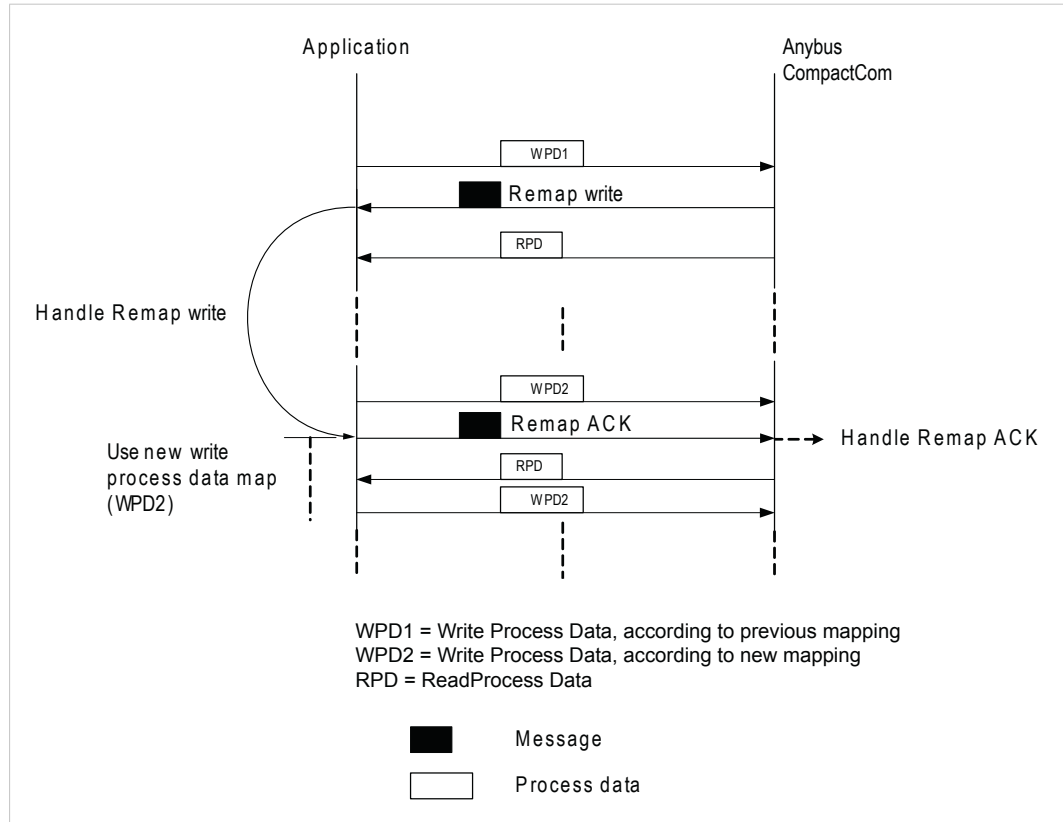 Application
Anybus
CompactCom
WPD1
Remap write
RPD
Handle Remap write
WPD2
Remap ACK
Handle Remap ACK
Use new write
process data map
(WPD2)
RPD
WPD2
WPD1 = Write Process Data, according to previous mapping
WPD2 = Write Process Data, according to new mapping
RPD = ReadProcess Data
Message
Process data